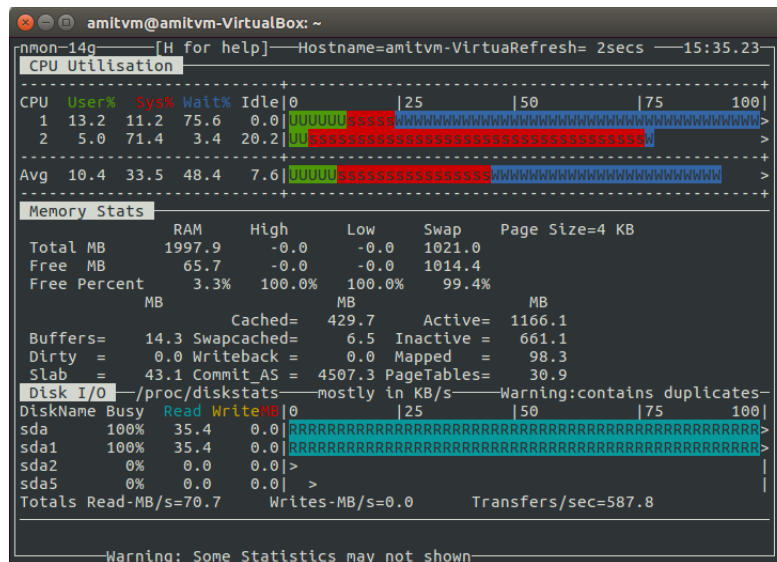 amitvm@amitvm-VirtualBox: ~
nmon─14g─────[H for help]───Hostname=amitvm-VirtuaRefresh= 2secs ───15:35.23─
CPU Utilisation
---------------------------+-------------------------------------------------+
CPU User% Sys% Wait% Idle|0 |25 |50 |75 100|
1 13.2 11.2 75.6 0.0|UUUUUUsssssWWWWWWWWWWWWWWWWWWWWWWWWWWWWWWWWWWWWW>
2 5.0 71.4 3.4 20.2|UUsssssssssssssssssssssssssssssssssssW >
---------------------------+-------------------------------------------------+
Avg 10.4 33.5 48.4 7.6|UUUUUssssssssssssssssWWWWWWWWWWWWWWWWWWWWWWWW >
---------------------------+-------------------------------------------------+
Memory Stats
RAM High Low Swap Page Size=4 KB
Total MB 1997.9 -0.0 -0.0 1021.0
Free MB 65.7 -0.0 -0.0 1014.4
Free Percent 3.3% 100.0% 100.0% 99.4%
MB MB MB
Cached= 429.7 Active= 1166.1
Buffers= 14.3 Swapcached= 6.5 Inactive = 661.1
Dirty = 0.0 Writeback = 0.0 Mapped = 98.3
Slab = 43.1 Commit_AS = 4507.3 PageTables= 30.9
Disk I/O ─/proc/diskstats────mostly in KB/s─────Warning:contains duplicates─
DiskName Busy Read WriteMB|0 |25 |50 |75 100|
sda 100% 35.4 0.0|RRRRRRRRRRRRRRRRRRRRRRRRRRRRRRRRRRRRRRRRRRRRRRRR>
sda1 100% 35.4 0.0|RRRRRRRRRRRRRRRRRRRRRRRRRRRRRRRRRRRRRRRRRRRRRRRR>
sda2 0% 0.0 0.0|> |
sda5 0% 0.0 0.0| > |
Totals Read-MB/s=70.7 Writes-MB/s=0.0 Transfers/sec=587.8
Warning: Some Statistics may not shown